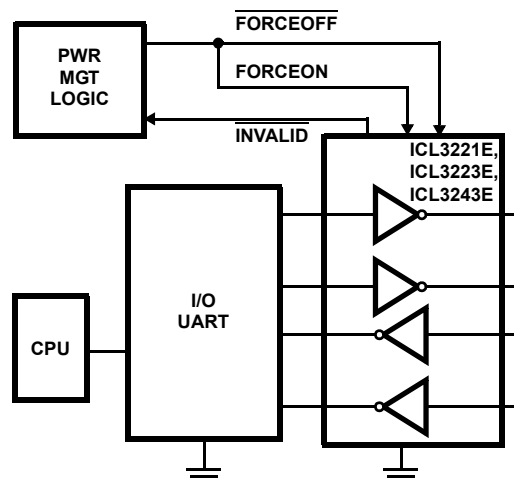 FORCEOFF
PWR
MGT
LOGIC
FORCEON
INVALID
ICL3221E,
ICL3223E,
ICL3243E
I/O
UART
CPU